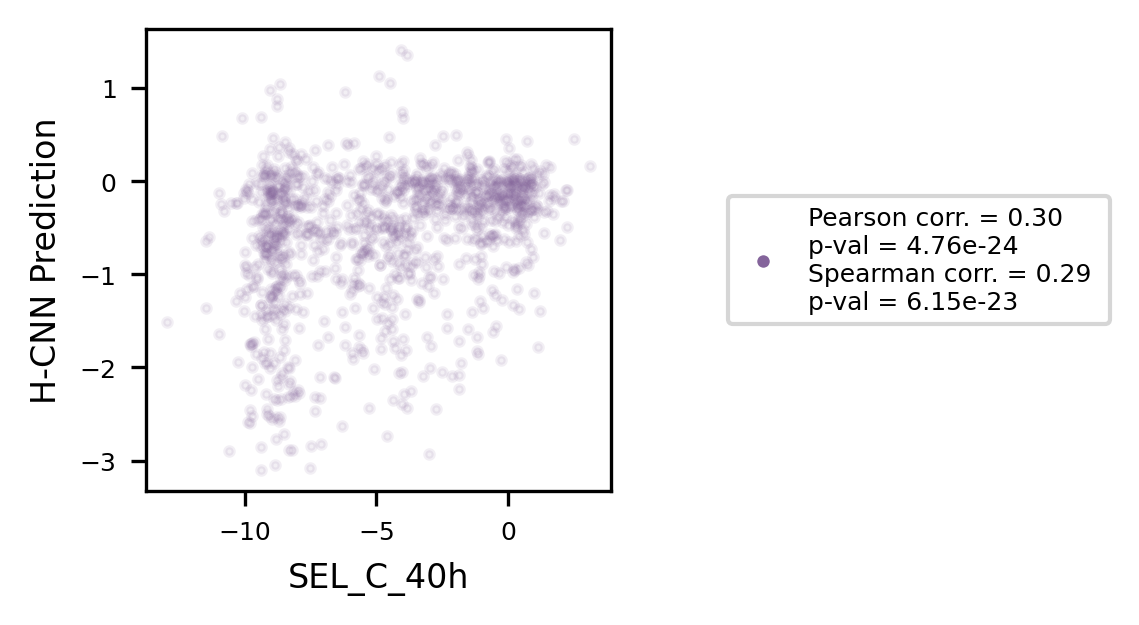 H-CNN Prediction
1
0
−1
−2
−3
−10
−5
0
SEL_C_40h
Pearson corr. = 0.30
p-val = 4.76e-24
Spearman corr. = 0.29
p-val = 6.15e-23